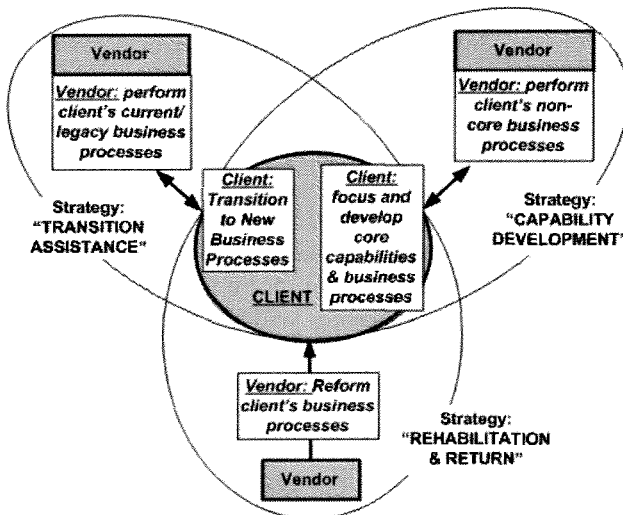 Vendor
Vendor: perform
client's current/
legacy business
processes
Vendor
Vendor: perform
client's non-
core business
processes
Strategy:
"TRANSITION
ASSISTANCE"
Client:
Transition
to New
Business
Processes
Client:
focus and
develop
core
capabilities
& business
processes
Strategy:
"CAPABILITY
DEVELOPMENT"
CLIENT
Vendor: Reform
client's business
processes
Vendor
Strategy:
"REHABILITATION
& RETURN"